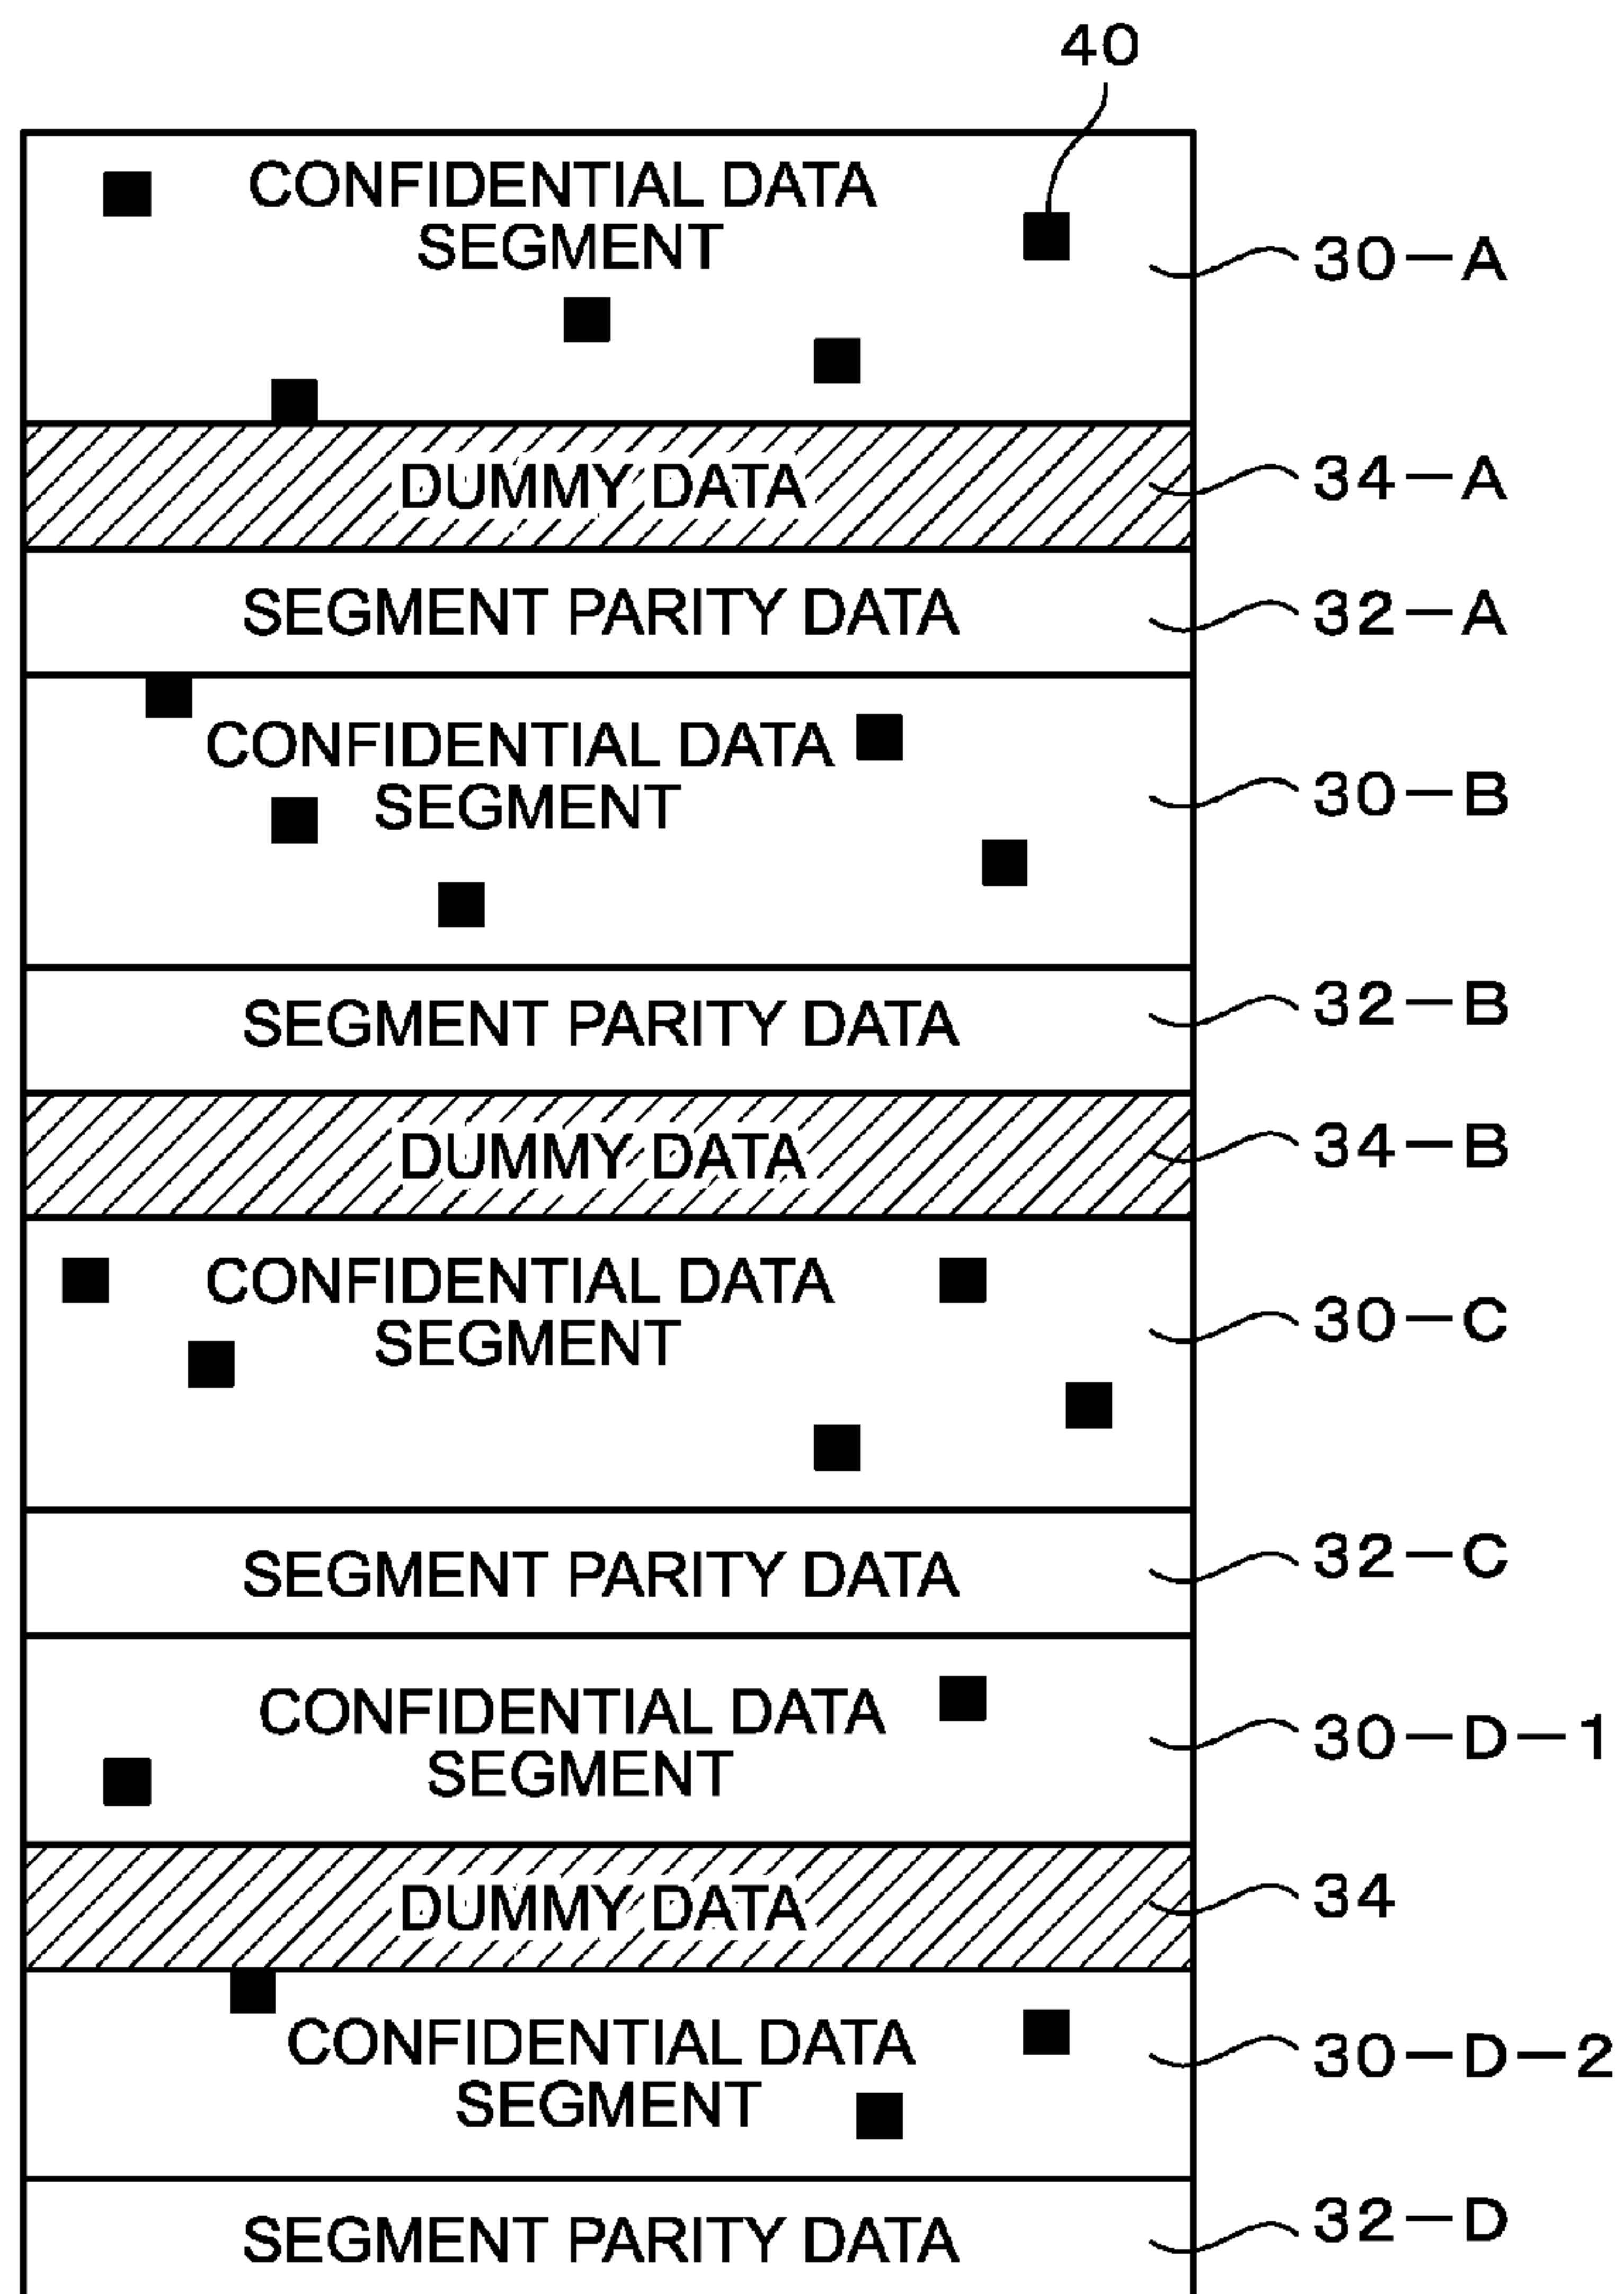 40
CONFIDENTIAL DATA
SEGMENT
30-A
DUMMY DATA
34-A
SEGMENT PARITY DATA
32-A
CONFIDENTIAL DATA
SEGMENT
30-B
SEGMENT PARITY DATA
32-B
DUMMY DATA
34-B
CONFIDENTIAL DATA
SEGMENT
30-C
SEGMENT PARITY DATA
32-C
CONFIDENTIAL DATA
SEGMENT
30-D-1
DUMMY DATA
34
CONFIDENTIAL DATA
SEGMENT
30-D-2
SEGMENT PARITY DATA
32-D